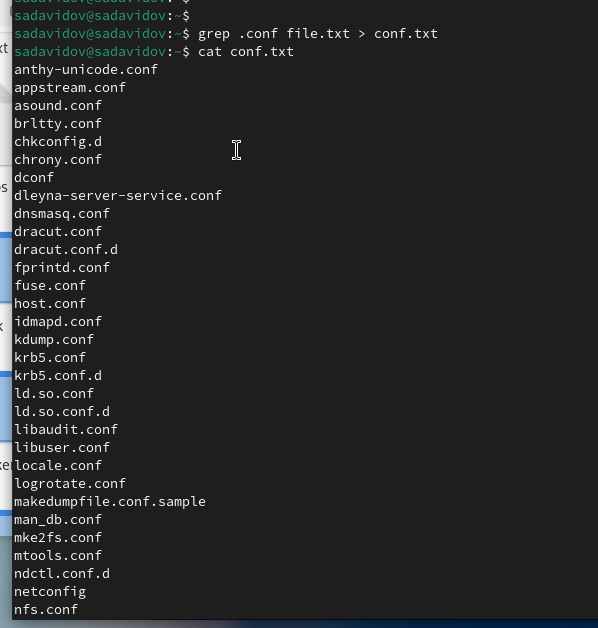 sadavidov@sadavidov:~$
sadavidov@sadavidov:~$ grep .conf file.txt > conf.txt
sadavidov@sadavidov:~$ cat conf.txt
anthy-unicode.conf
appstream.conf
asound.conf
brltty.conf
chkconfig.d
chrony.conf
dconf
dleyna-server-service.conf
dnsmasq.conf
dracut.conf
dracut.conf.d
fprintd.conf
fuse.conf
host.conf
idmapd.conf
kdump.conf
krb5.conf
krb5.conf.d
ld.so.conf
ld.so.conf.d
libaudit.conf
libuser.conf
locale.conf
logrotate.conf
makedumpfile.conf.sample
man_db.conf
mke2fs.conf
mtools.conf
ndctl.conf.d
netconfig
nfs.conf